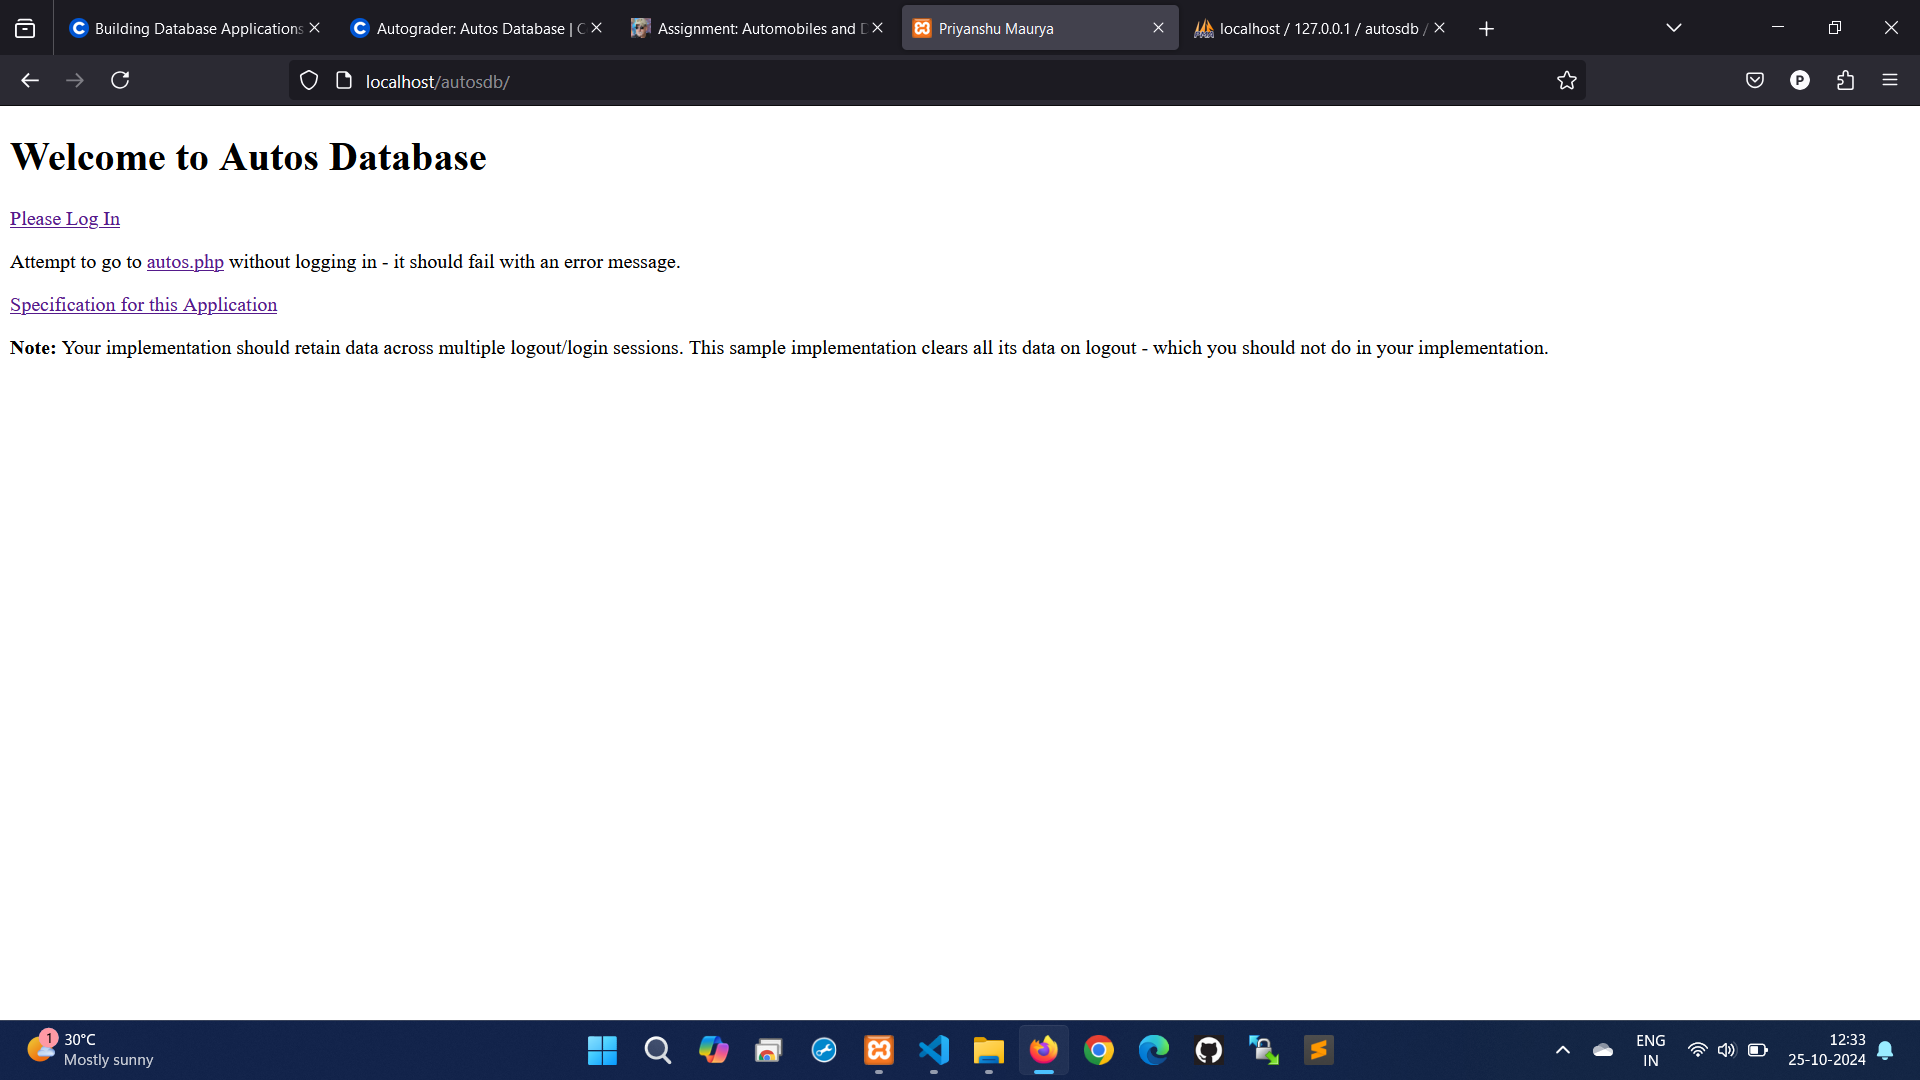 Building Database Applications
Autograder: Autos Database | C
Assignment: Automobiles and D
Priyanshu Maurya
localhost / 127.0.0.1 / autosdb /
localhost/autosdb/
P
Welcome to Autos Database
Please Log In
Attempt to go to autos.php without logging in - it should fail with an error message.
Specification for this Application
Note: Your implementation should retain data across multiple logout/login sessions. This sample implementation clears all its data on logout - which you should not do in your implementation.
1
30°C
Mostly sunny
ENG
IN
12:33
25-10-2024